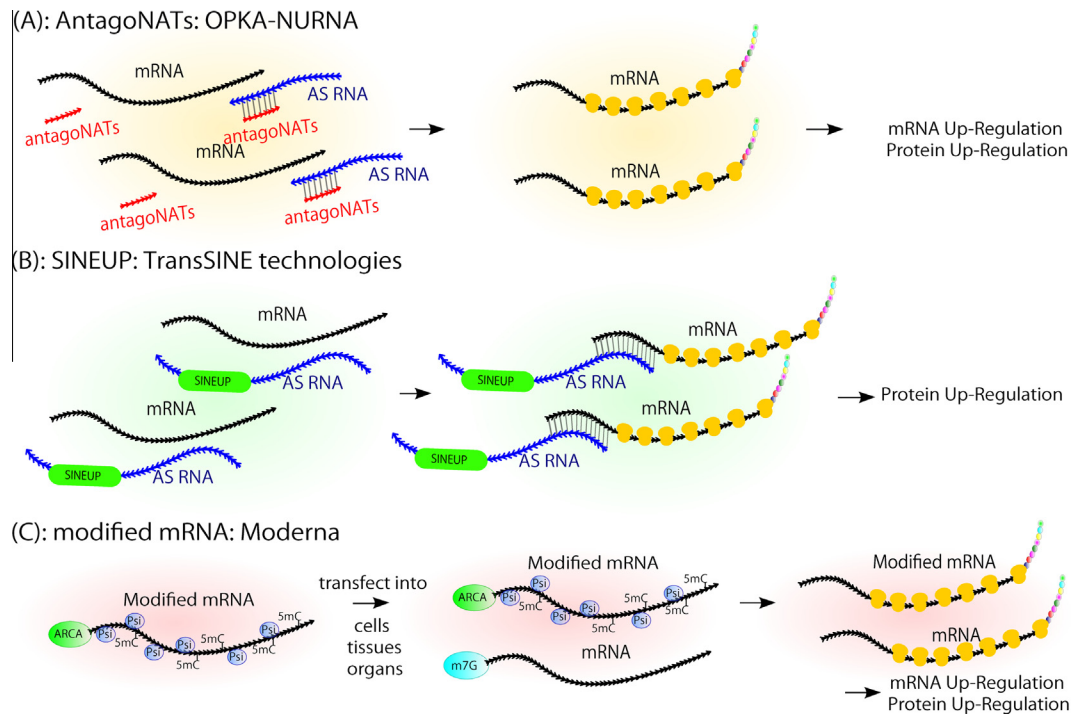 (A): AntagoNATs: OPKA-NURNA
mRNA
AS RNA
antagoNATs
antagoNATs
mRNA
AS RNA
antagoNATs
antagoNATs
mRNA
mRNA
mRNA Up-Regulation
Protein Up-Regulation
(B): SINEUP: TransSINE technologies
mRNA
SINEUP
AS RNA
mRNA
SINEUP
AS RNA
mRNA
SINEUP
AS RNA
mRNA
SINEUP
AS RNA
Protein Up-Regulation
(C): modified mRNA: Moderna
Modified mRNA
ARCA
Psi
Psi
5mC
Psi
Psi
5mC
5mC
Psi
Psi
5mC
5mC
transfect into
cells
tissues
organs
Modified mRNA
ARCA
Psi
Psi
5mC
Psi
Psi
5mC
5mC
Psi
Psi
5mC
5mC
m7G
mRNA
Modified mRNA
mRNA
mRNA Up-Regulation
Protein Up-Regulation